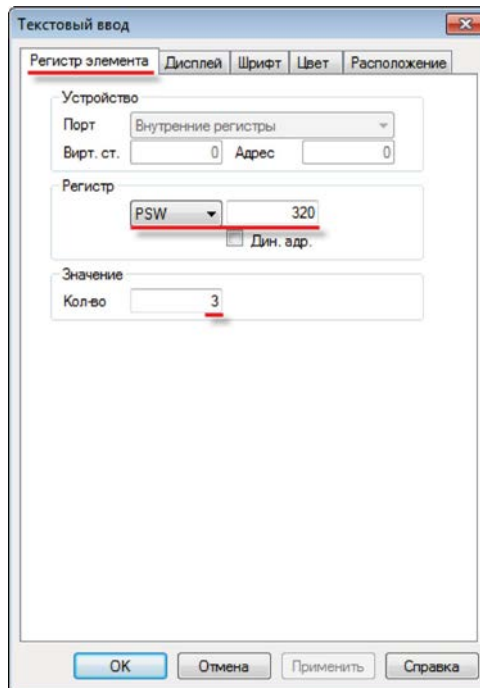 Текстовый ввод
Регистр элемента Дисплей Шрифт Цвет Расположение
Устройство
Порт Внутренние регистры
Вирт. ст. 0 Адрес 0
Регистр
PSW 320
Дин. адр.
Значение
Кол-во 3
OK Отмена Применить Справка